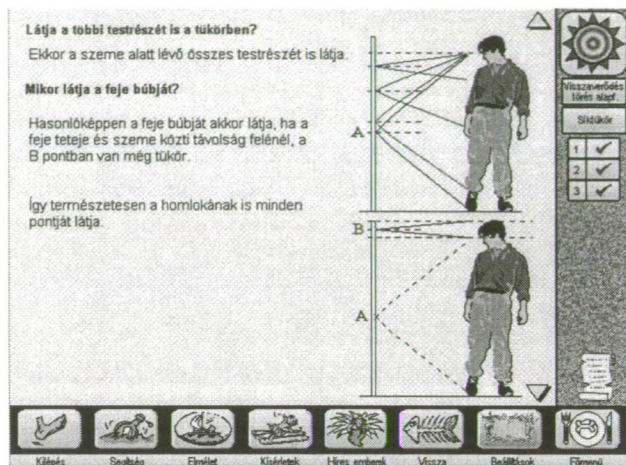 Látja a többi testrészét is a tükörben?
Ekkor a szeme alatt lévő összes testrészét is látja.
Mikor látja a feje búbját?
Hasonlóképpen a feje búbját akkor látja, ha a
feje teteje és szeme közti távolság felénél, a
B pontban van még tükör.
Így természetesen a homlokának is minden
pontját látja.
A
B
A
Visszaverődés
törés alapf.
Síktükör
1
2
3
Kilépés Segítség Elmélet Kísérletek Híres emberek Vissza Beállítások Főmenü